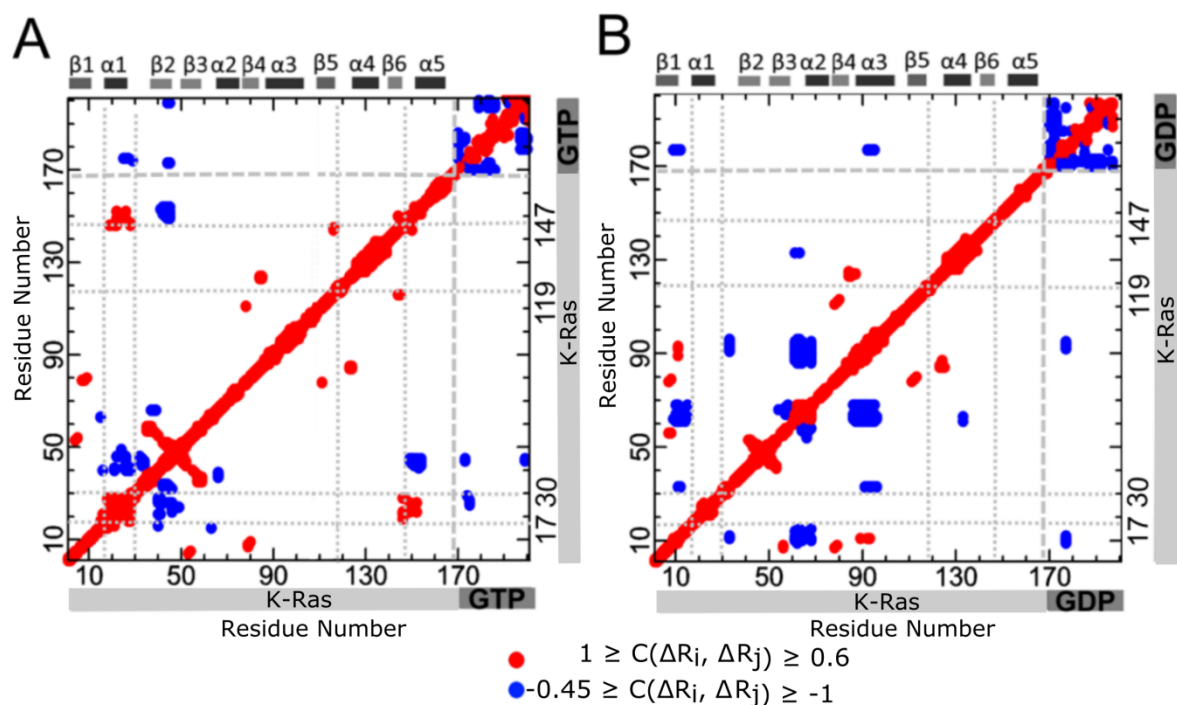 A
β1 α1 β2 β3 α2 β4 α3 β5 α4 β6 α5
Residue Number
170
130
90
50
10
GTP
147
119
30
17
K-Ras
10 50 90 130 170
K-Ras GTP
Residue Number
B
β1 α1 β2 β3 α2 β4 α3 β5 α4 β6 α5
Residue Number
170
130
90
50
10
GDP
147
119
30
17
K-Ras
10 50 90 130 170
K-Ras GDP
Residue Number
1 ≥ C(ΔRi, ΔRj) ≥ 0.6
-0.45 ≥ C(ΔRi, ΔRj) ≥ -1